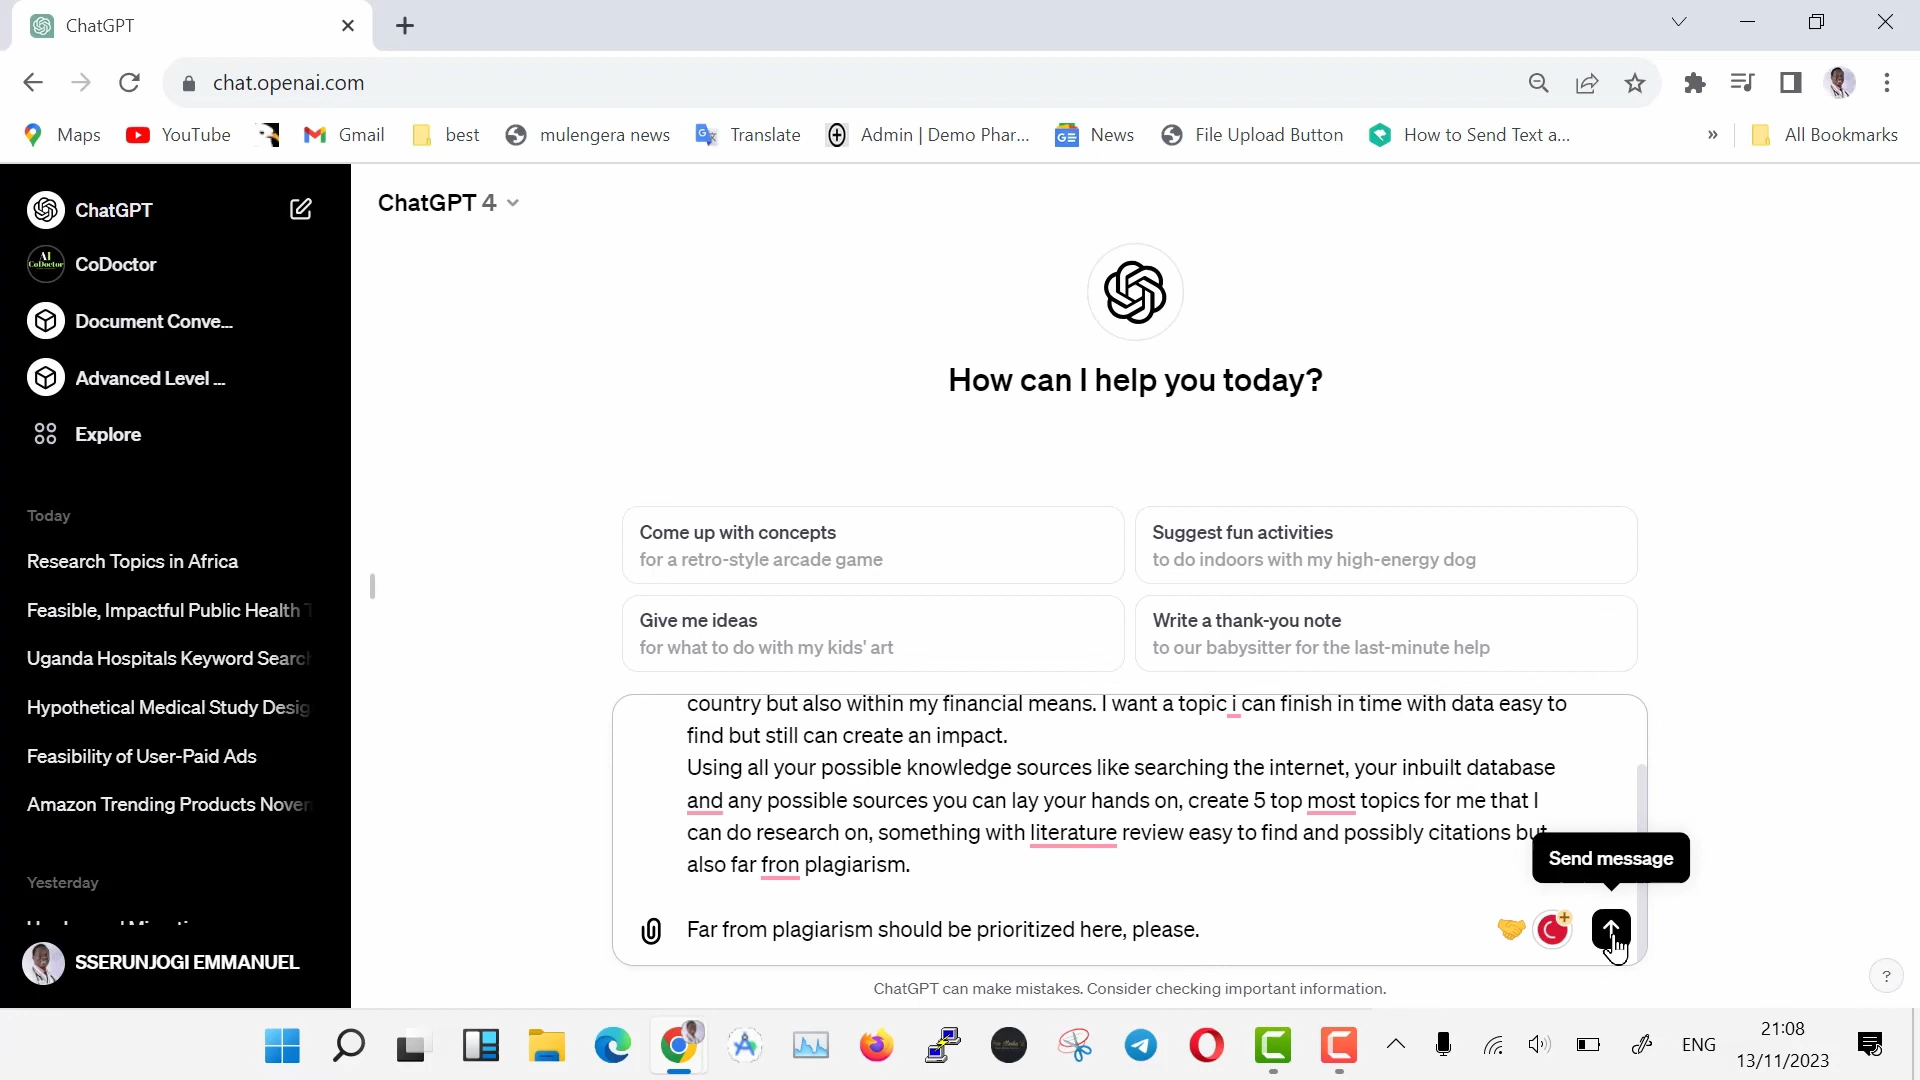 ChatGPT
chat.openai.com
Maps
YouTube
Gmail
best
mulengera news
Translate
Admin | Demo Phar...
News
File Upload Button
How to Send Text a...
»
All Bookmarks
ChatGPT
CoDoctor
Document Conve...
Advanced Level ...
Explore
Today
Research Topics in Africa
Feasible, Impactful Public Health T
Uganda Hospitals Keyword Search
Hypothetical Medical Study Desig
Feasibility of User-Paid Ads
Amazon Trending Products Novem
Yesterday
SSERUNJOGI EMMANUEL
ChatGPT 4
How can I help you today?
Come up with concepts
for a retro-style arcade game
Suggest fun activities
to do indoors with my high-energy dog
Give me ideas
for what to do with my kids' art
Write a thank-you note
to our babysitter for the last-minute help
country but also within my financial means. I want a topic i can finish in time with data easy to
find but still can create an impact.
Using all your possible knowledge sources like searching the internet, your inbuilt database
and any possible sources you can lay your hands on, create 5 top most topics for me that I
can do research on, something with literature review easy to find and possibly citations but
also far fron plagiarism.
Far from plagiarism should be prioritized here, please.
Send message
ChatGPT can make mistakes. Consider checking important information.
?
ENG
21:08
13/11/2023